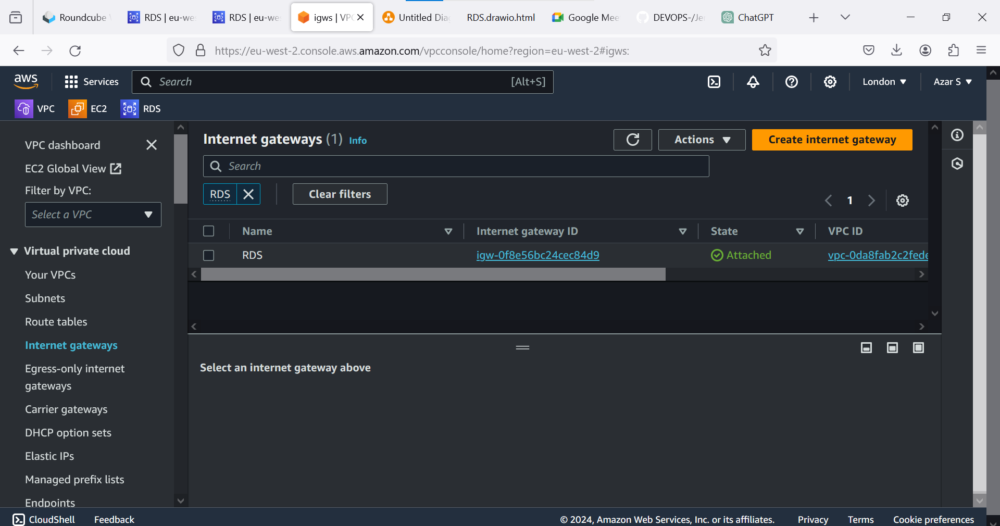 Roundcube
RDS | eu-we
RDS | eu-we
igws | VPC
Untitled Dia
RDS.drawio.html
Google Mee
DEVOPS-/Je
ChatGPT
https://eu-west-2.console.aws.amazon.com/vpcconsole/home?region=eu-west-2#igws:
aws
Services
Search
[Alt+S]
London
Azar S
VPC
EC2
RDS
VPC dashboard
EC2 Global View
Filter by VPC:
Select a VPC
Virtual private cloud
Your VPCs
Subnets
Route tables
Internet gateways
Egress-only internet
gateways
Carrier gateways
DHCP option sets
Elastic IPs
Managed prefix lists
Endpoints
Internet gateways (1) Info
Actions
Create internet gateway
Search
RDS
Clear filters
1
Name
Internet gateway ID
State
VPC ID
RDS
igw-0f8e56bc24cec84d9
Attached
vpc-0da8fab2c2fede
Select an internet gateway above
CloudShell
Feedback
© 2024, Amazon Web Services, Inc. or its affiliates.
Privacy
Terms
Cookie preferences